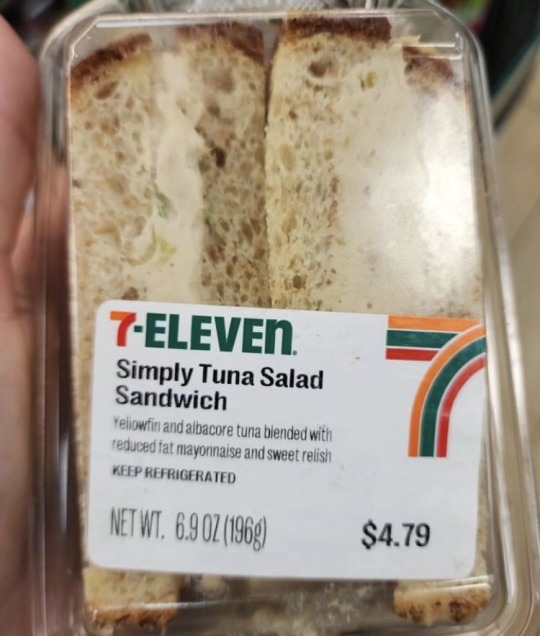 7-ELEVEn.
Simply Tuna Salad
Sandwich
Yellowfin and albacore tuna blended with
reduced fat mayonnaise and sweet relish
KEEP REFRIGERATED
NET WT. 6.9 OZ (196g)
$4.79